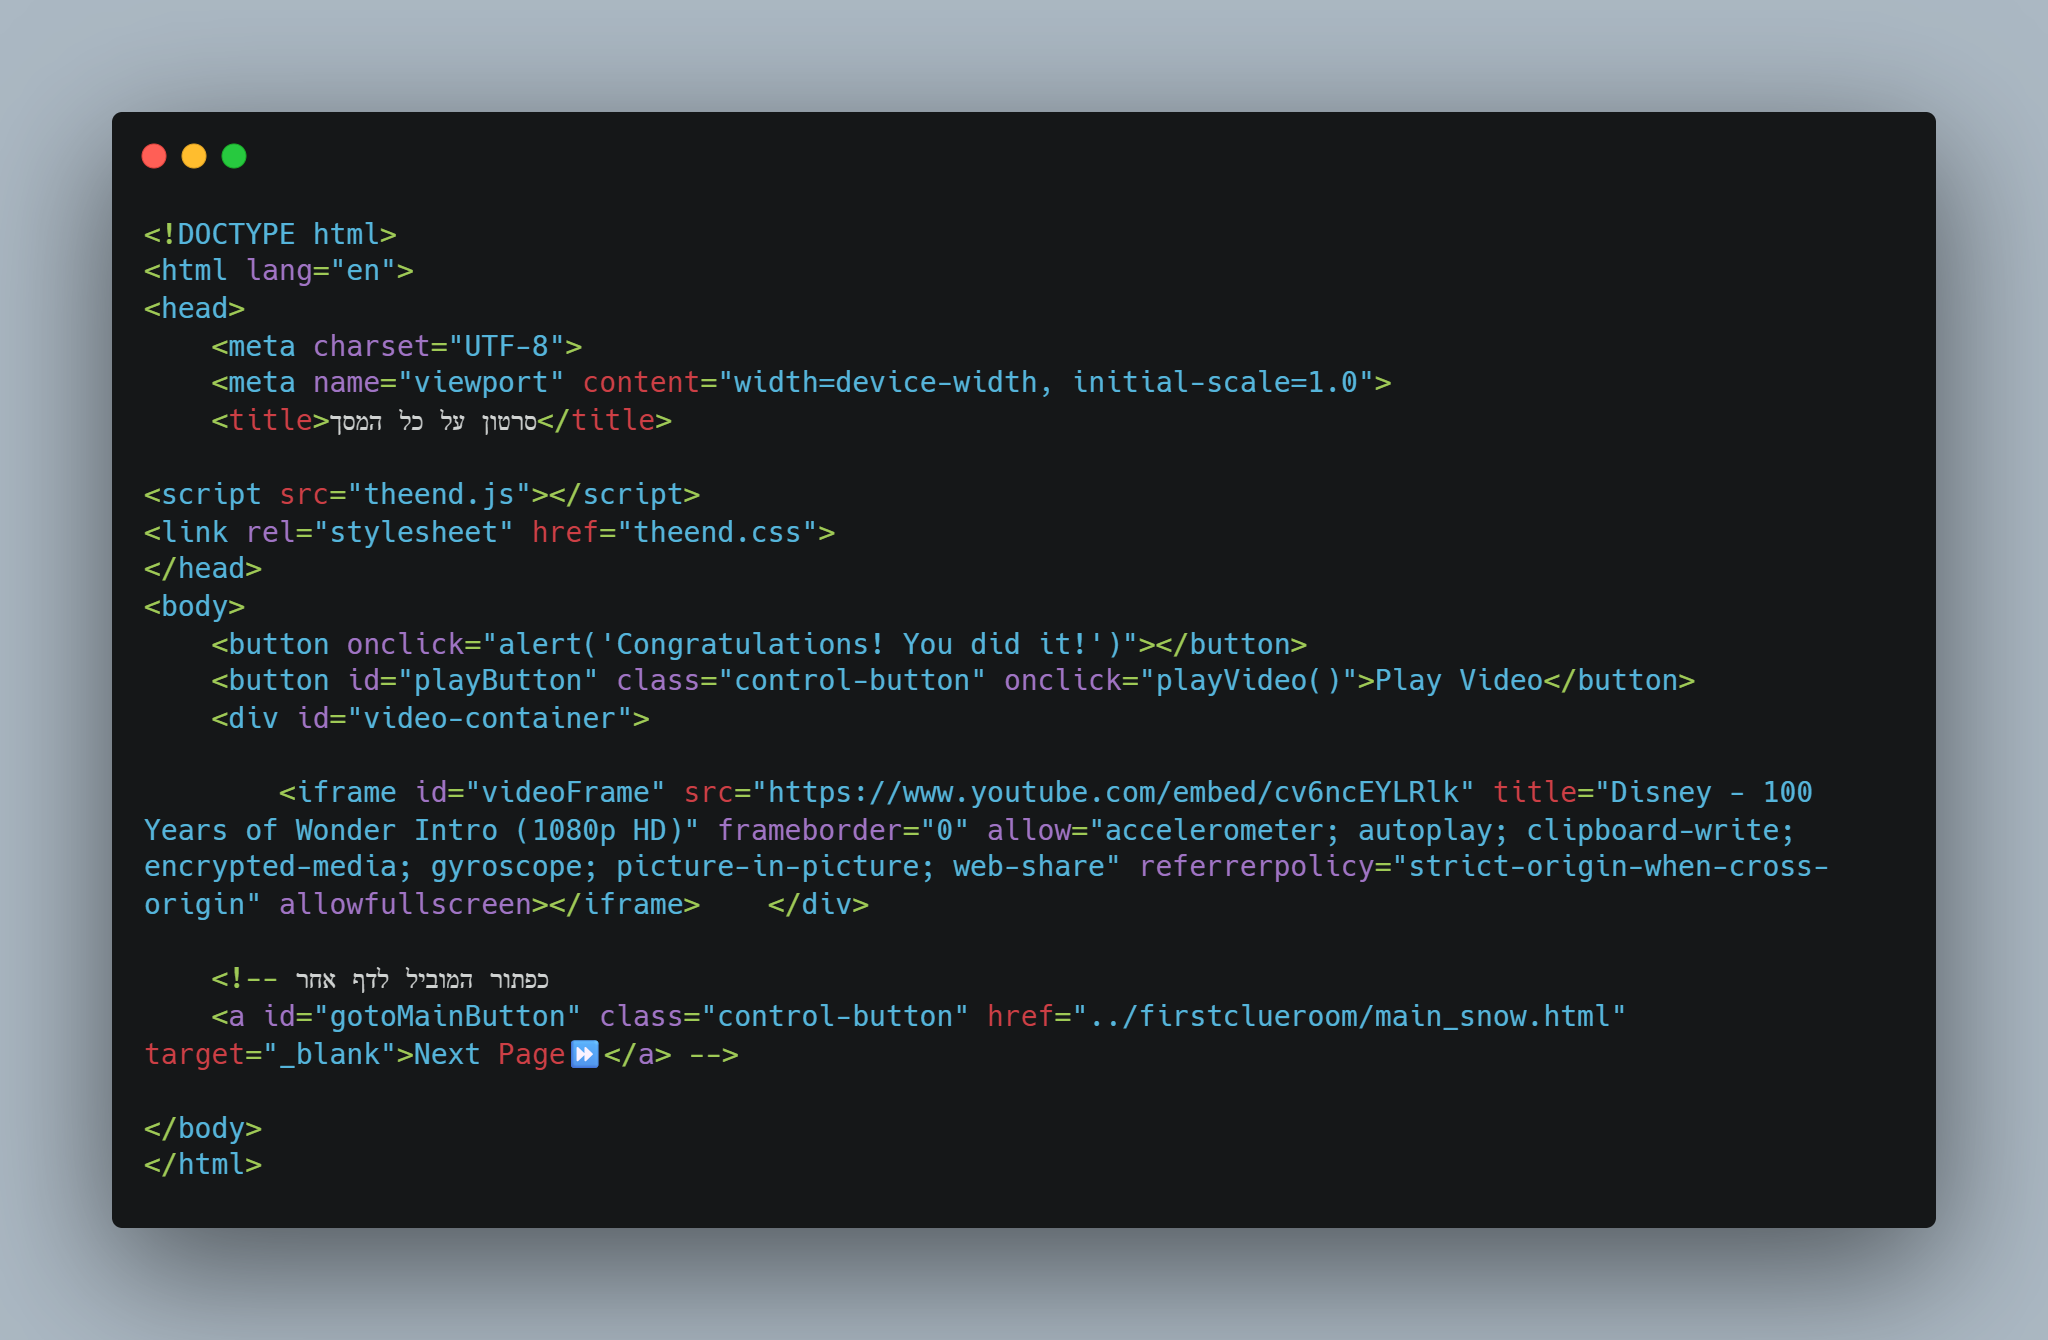 <!DOCTYPE html>
<html lang="en">
<head>
    <meta charset="UTF-8">
    <meta name="viewport" content="width=device-width, initial-scale=1.0">
    <title>סרטון על כל המסך</title>

<script src="theend.js"></script>
<link rel="stylesheet" href="theend.css">
</head>
<body>
    <button onclick="alert('Congratulations! You did it!')"></button>
    <button id="playButton" class="control-button" onclick="playVideo()">Play Video</button>
    <div id="video-container">

        <iframe id="videoFrame" src="https://www.youtube.com/embed/cv6ncEYLRlk" title="Disney - 100
Years of Wonder Intro (1080p HD)" frameborder="0" allow="accelerometer; autoplay; clipboard-write;
encrypted-media; gyroscope; picture-in-picture; web-share" referrerpolicy="strict-origin-when-cross-
origin" allowfullscreen></iframe>    </div>

    <!-- כפתור המוביל לדף אחר
    <a id="gotoMainButton" class="control-button" href="../firstclueroom/main_snow.html"
target="_blank">Next Page⏩</a> -->

</body>
</html>